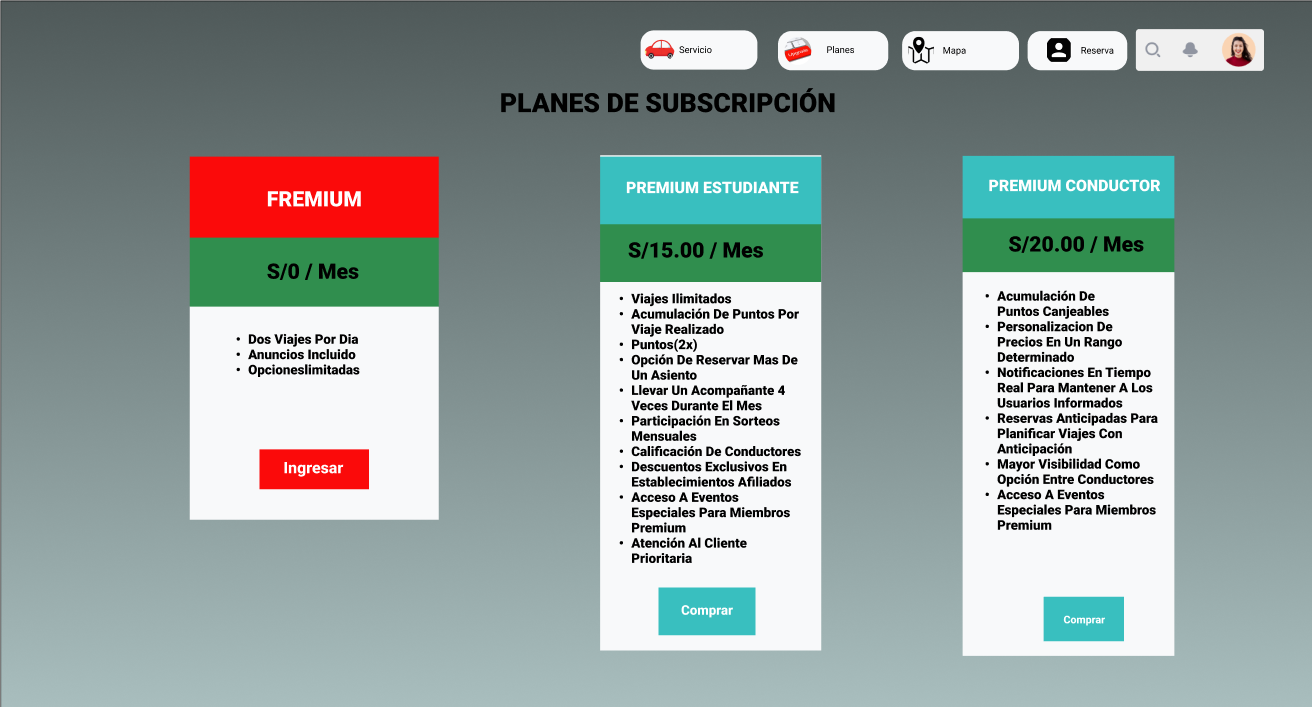 Servicio
Upgrade
Planes
Mapa
Reserva
PLANES DE SUBSCRIPCIÓN
FREMIUM
S/0 / Mes
• Dos Viajes Por Dia
• Anuncios Incluido
• Opcioneslimitadas
Ingresar
PREMIUM ESTUDIANTE
S/15.00 / Mes
• Viajes Ilimitados
• Acumulación De Puntos Por
Viaje Realizado
• Puntos(2x)
• Opción De Reservar Mas De
Un Asiento
• Llevar Un Acompañante 4
Veces Durante El Mes
• Participación En Sorteos
Mensuales
• Calificación De Conductores
• Descuentos Exclusivos En
Establecimientos Afiliados
• Acceso A Eventos
Especiales Para Miembros
Premium
• Atención Al Cliente
Prioritaria
Comprar
PREMIUM CONDUCTOR
S/20.00 / Mes
• Acumulación De
Puntos Canjeables
• Personalizacion De
Precios En Un Rango
Determinado
• Notificaciones En Tiempo
Real Para Mantener A Los
Usuarios Informados
• Reservas Anticipadas Para
Planificar Viajes Con
Anticipación
• Mayor Visibilidad Como
Opción Entre Conductores
• Acceso A Eventos
Especiales Para Miembros
Premium
Comprar